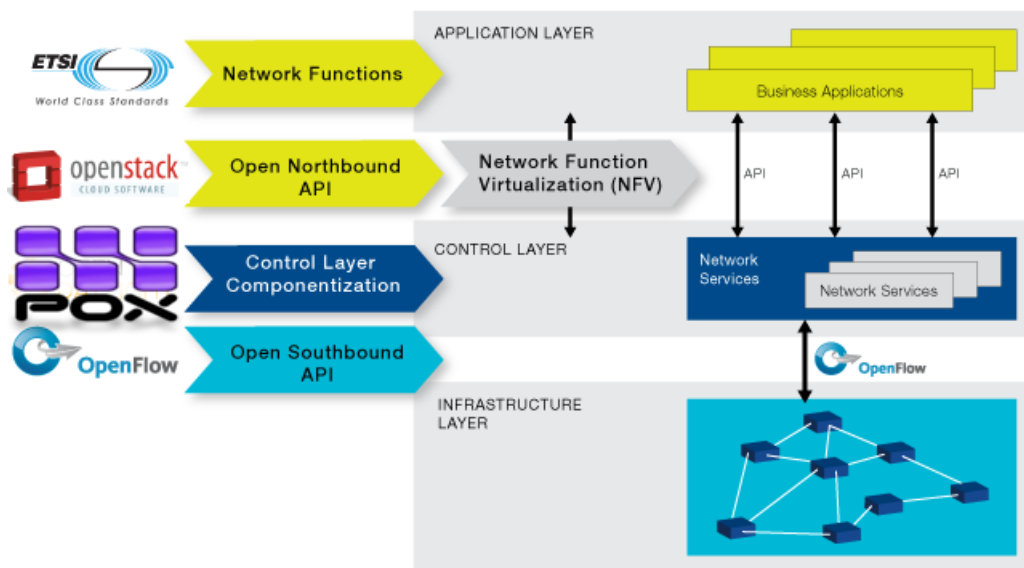 ETSI
World Class Standards
Network Functions
APPLICATION LAYER
Business Applications
openstack™
CLOUD SOFTWARE
Open Northbound
API
Network Function
Virtualization (NFV)
API
API
API
POX
Control Layer
Componentization
CONTROL LAYER
Network
Services
Network Services
OpenFlow
Open Southbound
API
OpenFlow
INFRASTRUCTURE
LAYER